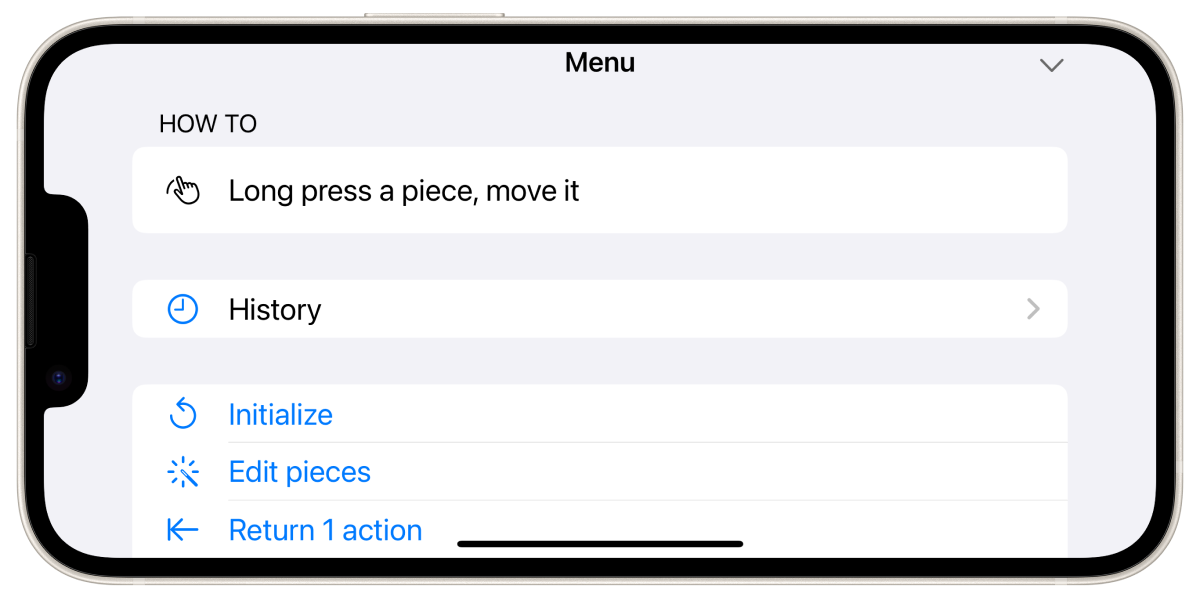 Menu
HOW TO
Long press a piece, move it
History
Initialize
Edit pieces
Return 1 action